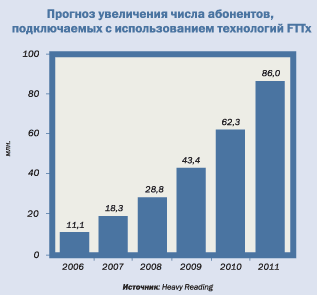 Прогноз увеличения числа абонентов,
подключаемых с использованием технологий FTTx
млн.
100
80
60
40
20
0
11,1
18,3
28,8
43,4
62,3
86,0
2006 2007 2008 2009 2010 2011
Источник: Heavy Reading